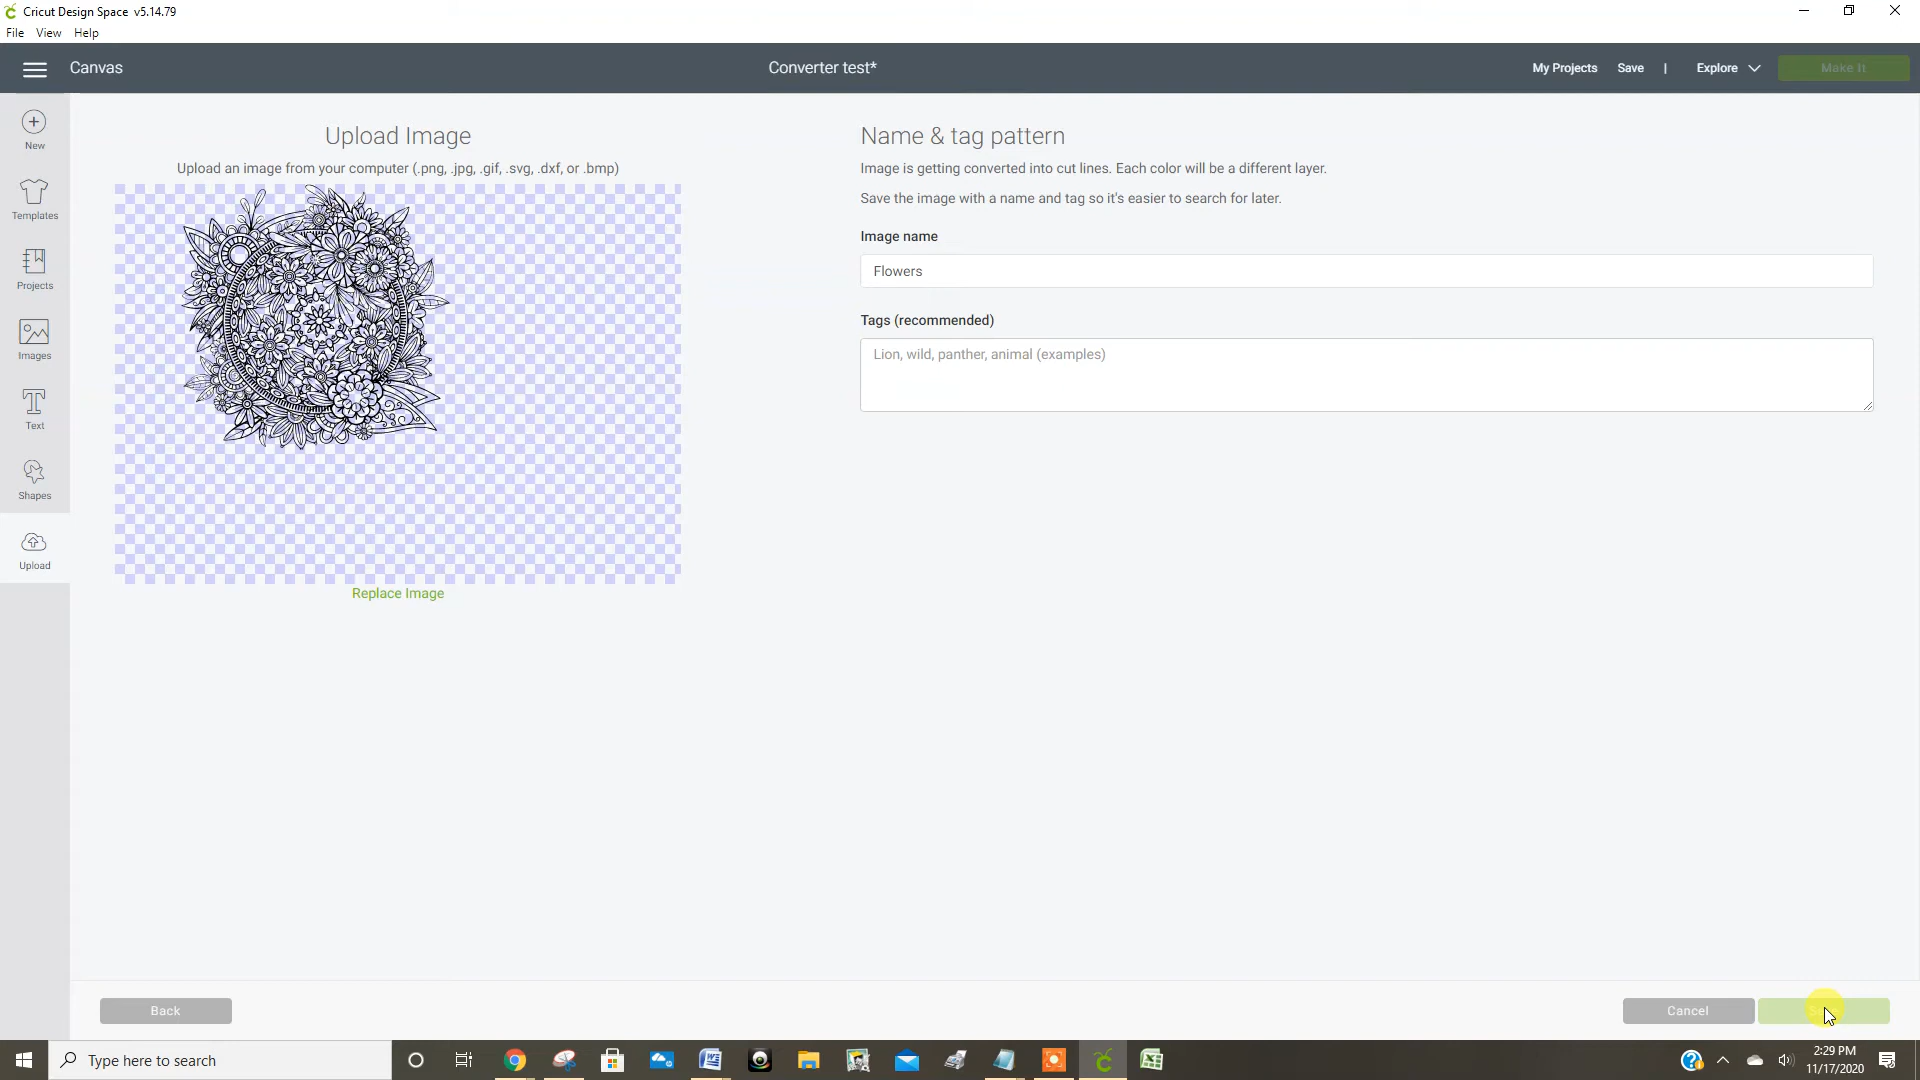 Cricut Design Space v5.14.79
File View Help
Canvas
Converter test*
My Projects Save | Explore
Make It
New
Templates
Projects
Images
Text
Shapes
Upload
Upload Image
Upload an image from your computer (.png, .jpg, .gif, .svg, .dxf, or .bmp)
Replace Image
Name & tag pattern
Image is getting converted into cut lines. Each color will be a different layer.
Save the image with a name and tag so it's easier to search for later.
Image name
Flowers
Tags (recommended)
Lion, wild, panther, animal (examples)
Back
Cancel
Type here to search
2:29 PM
11/17/2020